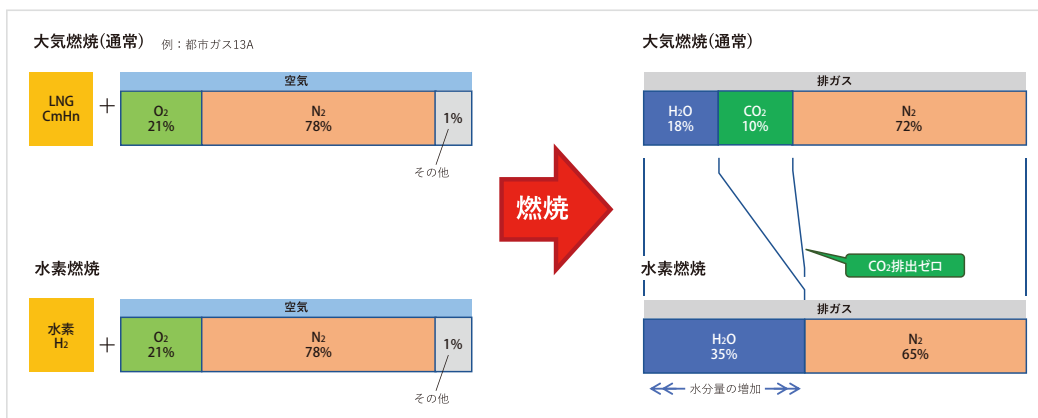 大気燃焼(通常) 例：都市ガス13A
LNG
CmHn
+
空気
O₂
21%
N₂
78%
1%
その他
大気燃焼(通常)
排ガス
H₂O
18%
CO₂
10%
N₂
72%
燃焼
CO₂排出ゼロ
水素燃焼
水素
H₂
+
空気
O₂
21%
N₂
78%
1%
その他
水素燃焼
排ガス
H₂O
35%
N₂
65%
水分量の増加